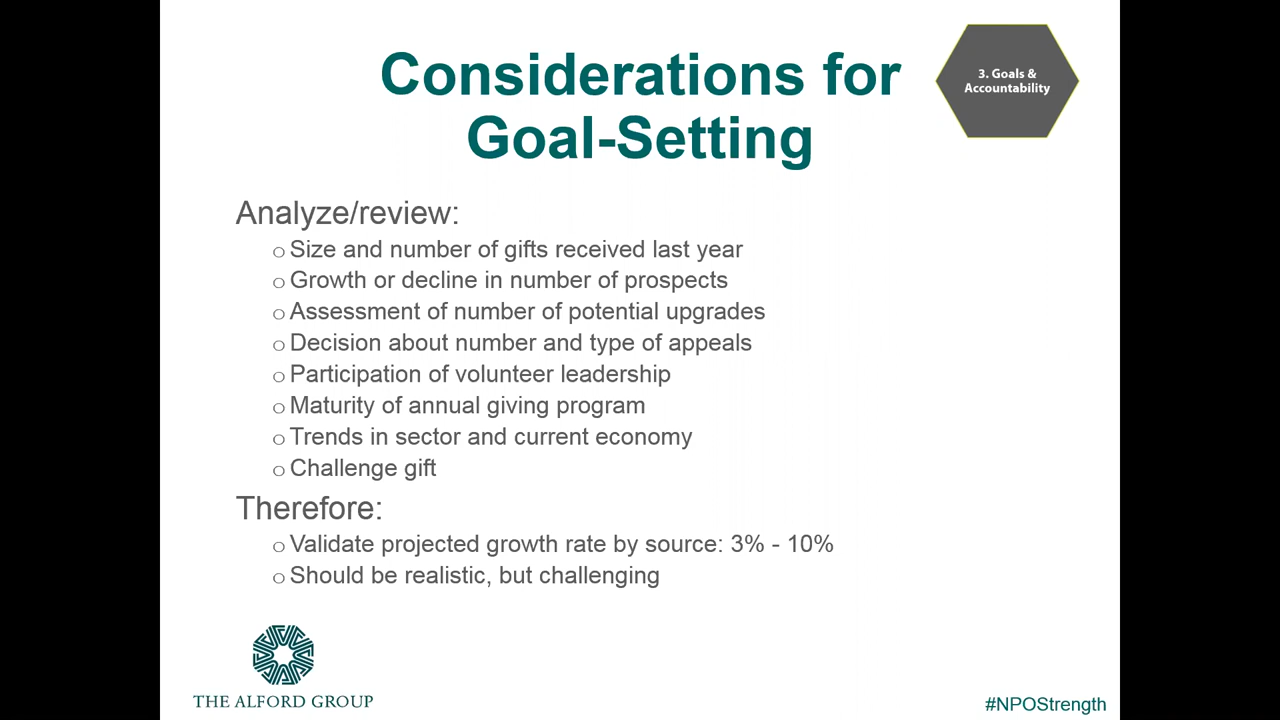 Considerations for
Goal-Setting
3. Goals &
Accountability
Analyze/review:
o Size and number of gifts received last year
o Growth or decline in number of prospects
o Assessment of number of potential upgrades
o Decision about number and type of appeals
o Participation of volunteer leadership
o Maturity of annual giving program
o Trends in sector and current economy
o Challenge gift
Therefore:
o Validate projected growth rate by source: 3% - 10%
o Should be realistic, but challenging
THE ALFORD GROUP
#NPOStrength